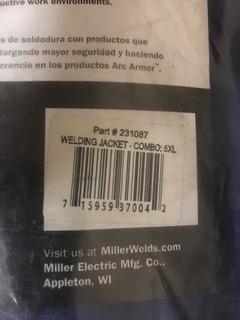 uctive work environments.
s de soldadura con productos que
torgando mayor seguridad y haciendo
erencia en los productos Arc Armor™.
Part # 231087
WELDING JACKET - COMBO; 5XL
7 15959 37004 2
Visit us at MillerWelds.com
Miller Electric Mfg. Co.,
Appleton, WI